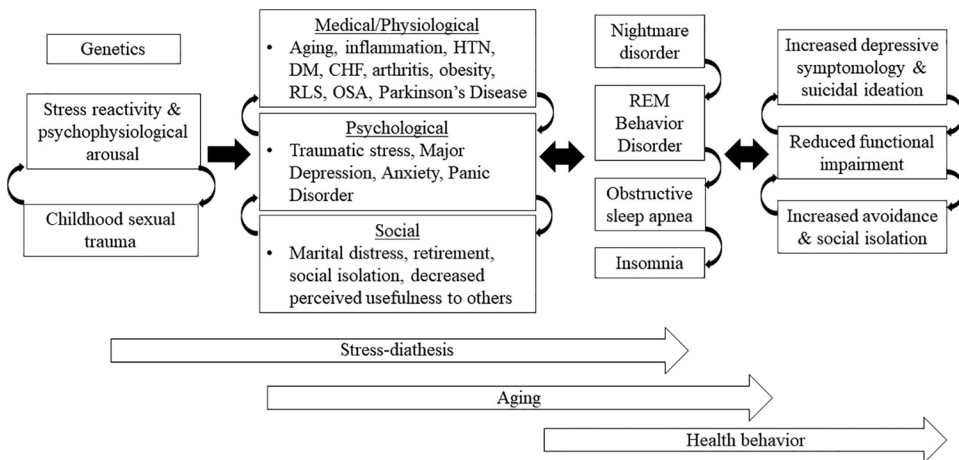 Genetics
Stress reactivity &
psychophysiological
arousal
Childhood sexual
trauma
Medical/Physiological
• Aging, inflammation, HTN,
DM, CHF, arthritis, obesity,
RLS, OSA, Parkinson's Disease
Psychological
• Traumatic stress, Major
Depression, Anxiety, Panic
Disorder
Social
• Marital distress, retirement,
social isolation, decreased
perceived usefulness to others
Nightmare
disorder
REM
Behavior
Disorder
Obstructive
sleep apnea
Insomnia
Increased depressive
symptomology &
suicidal ideation
Reduced functional
impairment
Increased avoidance
& social isolation
Stress-diathesis
Aging
Health behavior